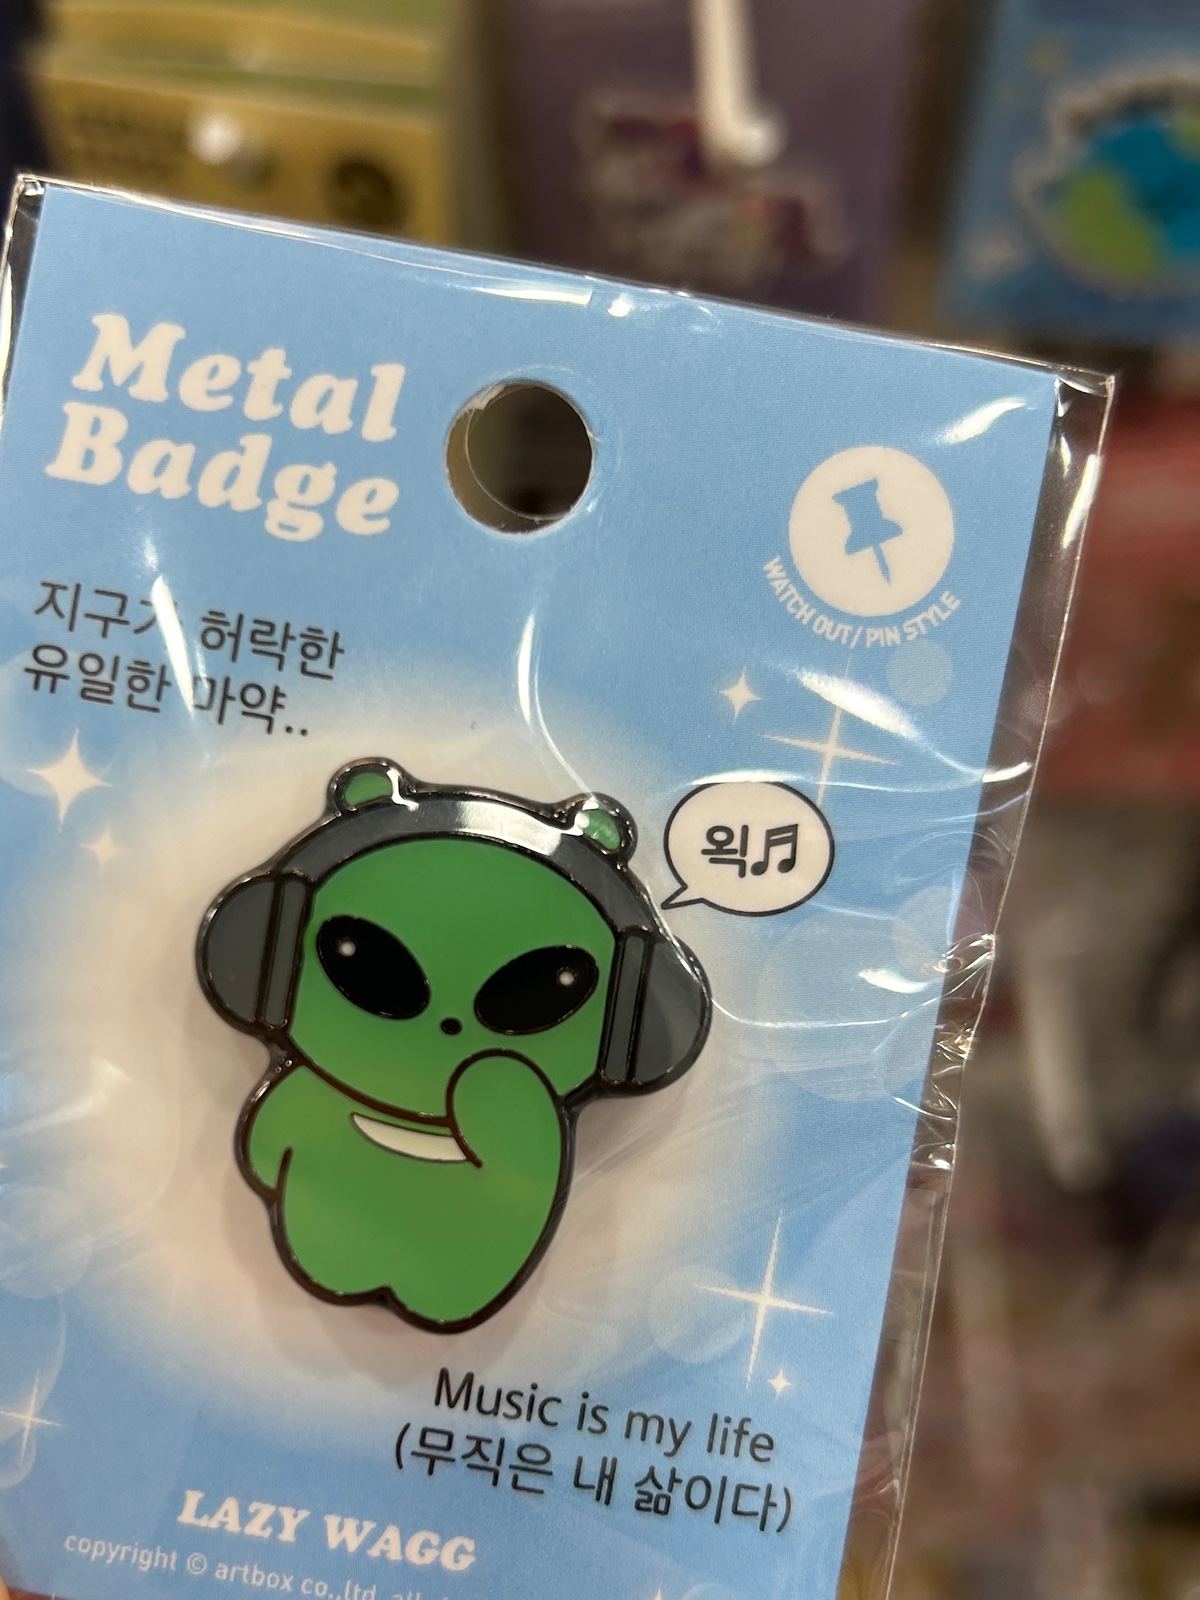 Metal
Badge
WATCH OUT/ PIN STYLE
지구가 허락한
유일한 마약..
왹
Music is my life
(무직은 내 삶이다)
LAZY WAGG
copyright © artbox co.,ltd.